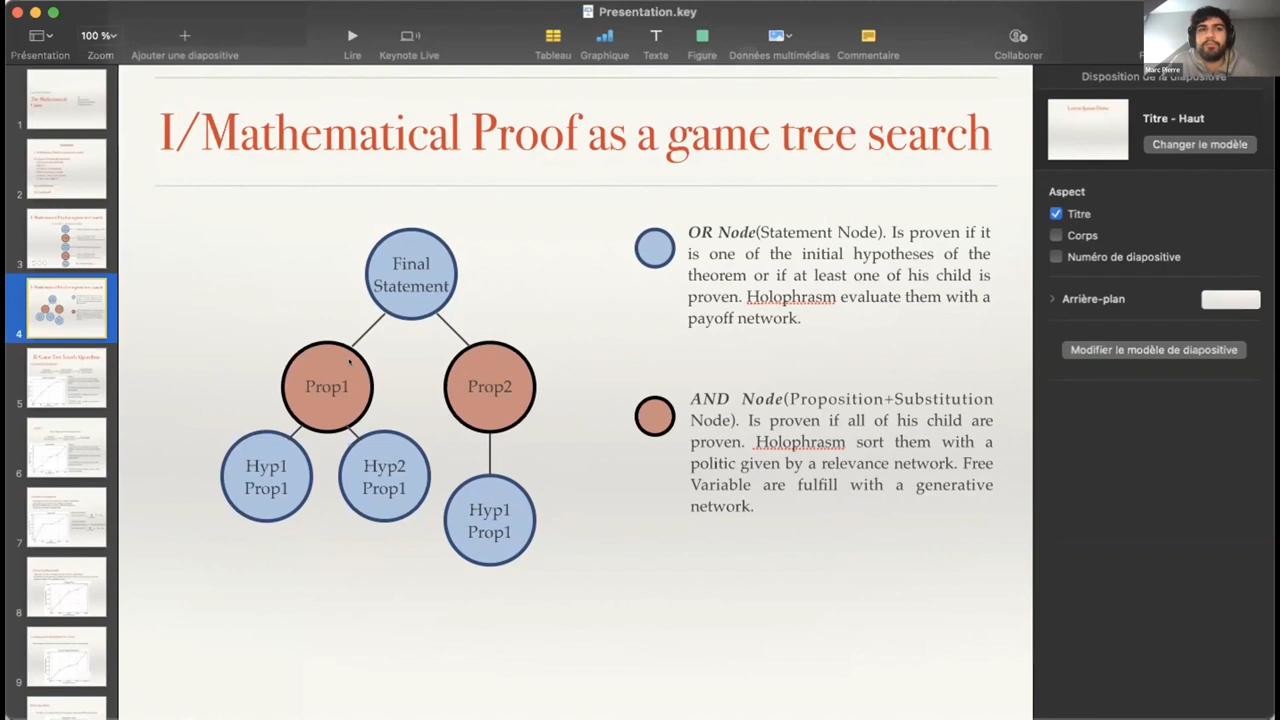 Presentation.key
100 %
Présentation
Zoom
Ajouter une diapositive
Lire
Keynote Live
Tableau
Graphique
Texte
Figure
Données multimédias
Commentaire
Collaborer
Marc Pierre
Disposition de la diapositive
Titre - Haut
Changer le modèle
Aspect
Titre
Corps
Numéro de diapositive
Arrière-plan
Modifier le modèle de diapositive
1
2
3
4
5
6
7
8
9
I/Mathematical Proof as a game tree search
Final
Statement
Prop1
Prop2
Hyp1
Prop1
Hyp2
Prop1
Hyp1
Prop1
OR Node(Statement Node). Is proven if it
is one of the initial hypotheses of the
theorem or if at least one of his child is
proven. Holophrasm evaluate them with a
payoff network.
AND Node(Proposition+Substitution
Node). Is proven if all of his child are
proven. Holophrasm sort them with a
politic given by a relevance network. Free
Variable are fulfill with a generative
network.